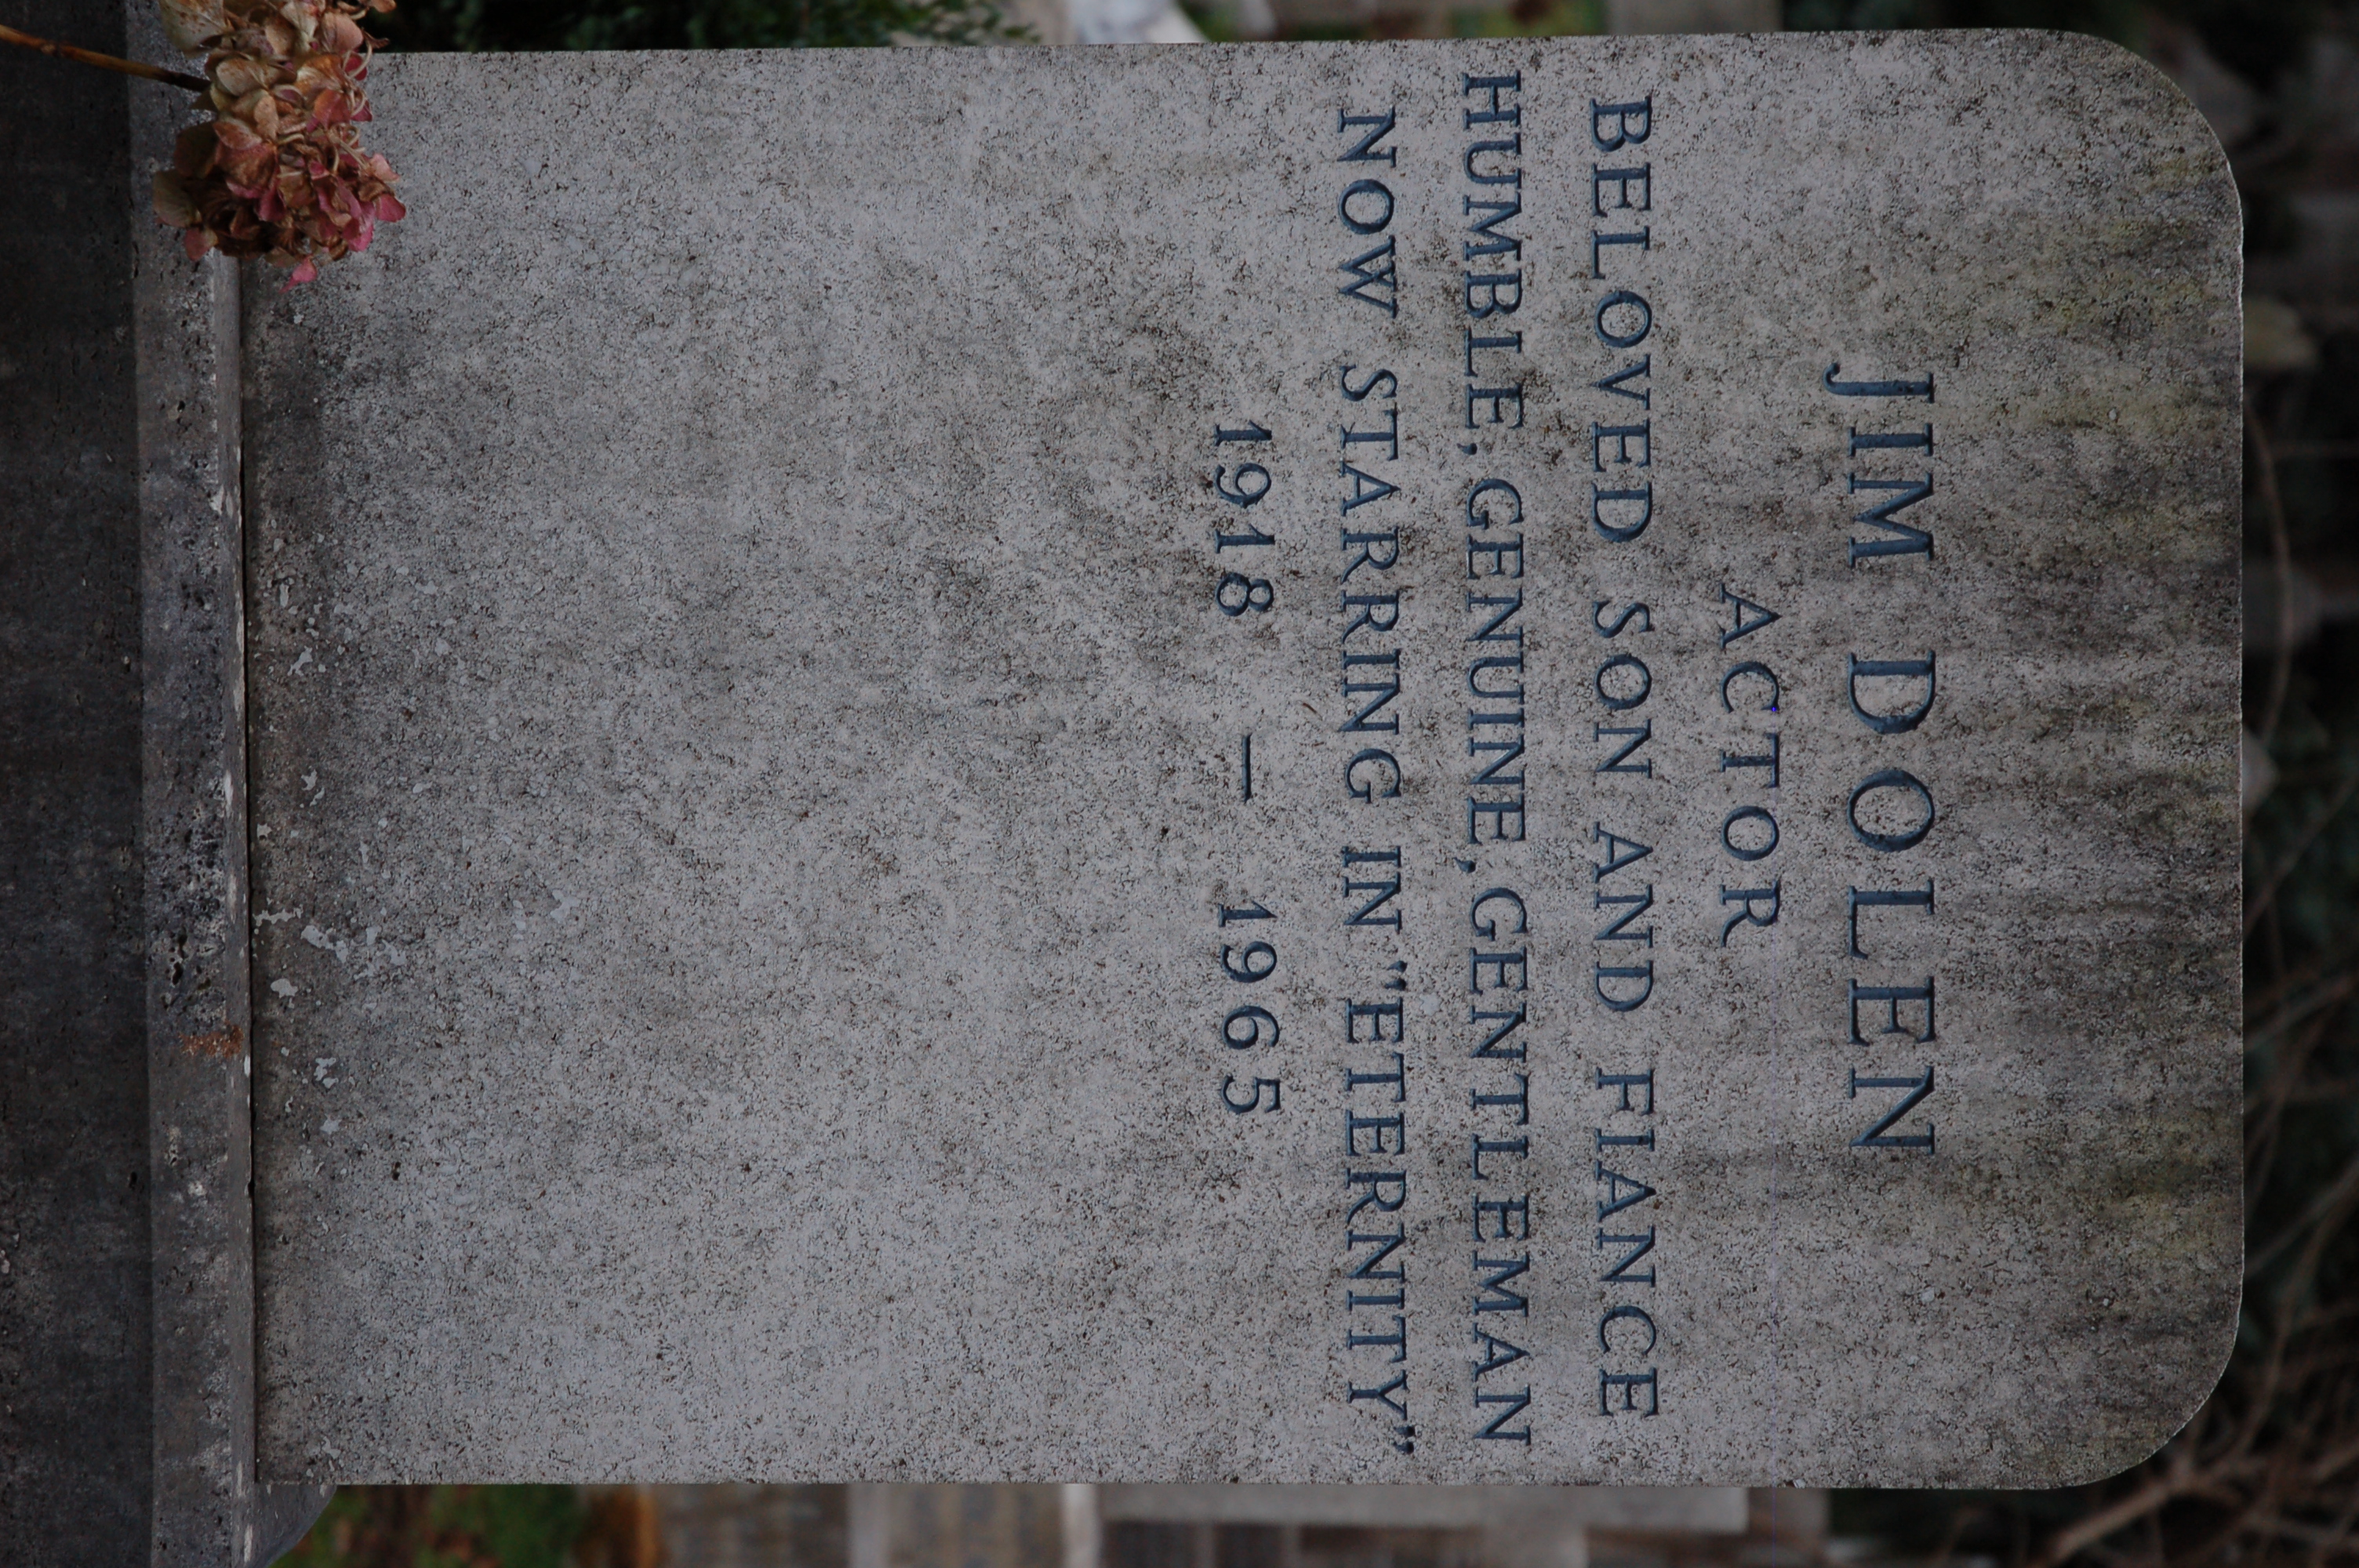 JIM DOLEN
ACTOR
BELOVED SON AND FIANCE
HUMBLE, GENUINE, GENTLEMAN
NOW STARRING IN "ETERNITY"
1918 — 1965